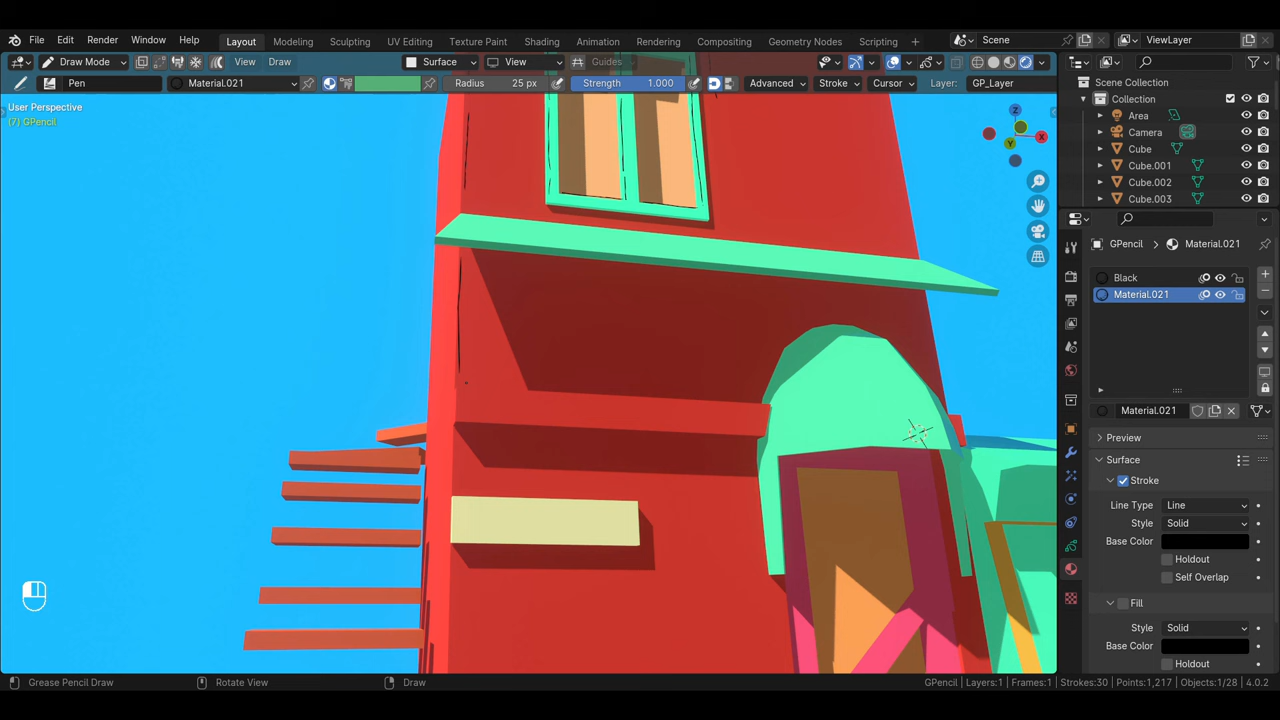 File Edit Render Window Help Layout Modeling Sculpting UV Editing Texture Paint Shading Animation Rendering Compositing Geometry Nodes Scripting + Scene ViewLayer
Draw Mode View Draw Surface View Guides
Pen Material.021 Radius 25 px Strength 1.000 Advanced Stroke Cursor Layer: GP_Layer
User Perspective
(7) GPencil
Z
X
Y
Scene Collection
Collection
Area
Camera
Cube
Cube.001
Cube.002
Cube.003
GPencil > Material.021
Black
Material.021
Material.021
Preview
Surface
Stroke
Line Type Line
Style Solid
Base Color
Holdout
Self Overlap
Fill
Style Solid
Base Color
Holdout
Grease Pencil Draw Rotate View Draw GPencil | Layers:1 | Frames:1 | Strokes:30 | Points:1,217 | Objects:1/28 | 4.0.2